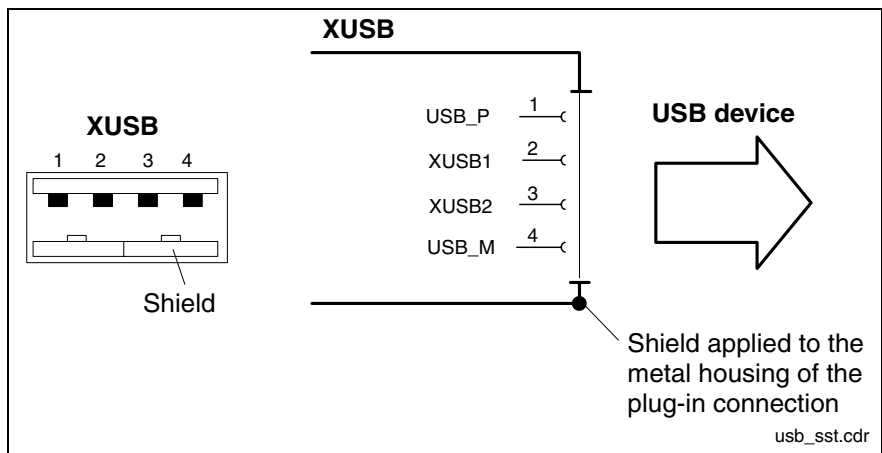 XUSB
XUSB
1 2 3 4
Shield
USB_P 1
XUSB1 2
XUSB2 3
USB_M 4
USB device
Shield applied to the
metal housing of the
plug-in connection
usb_sst.cdr